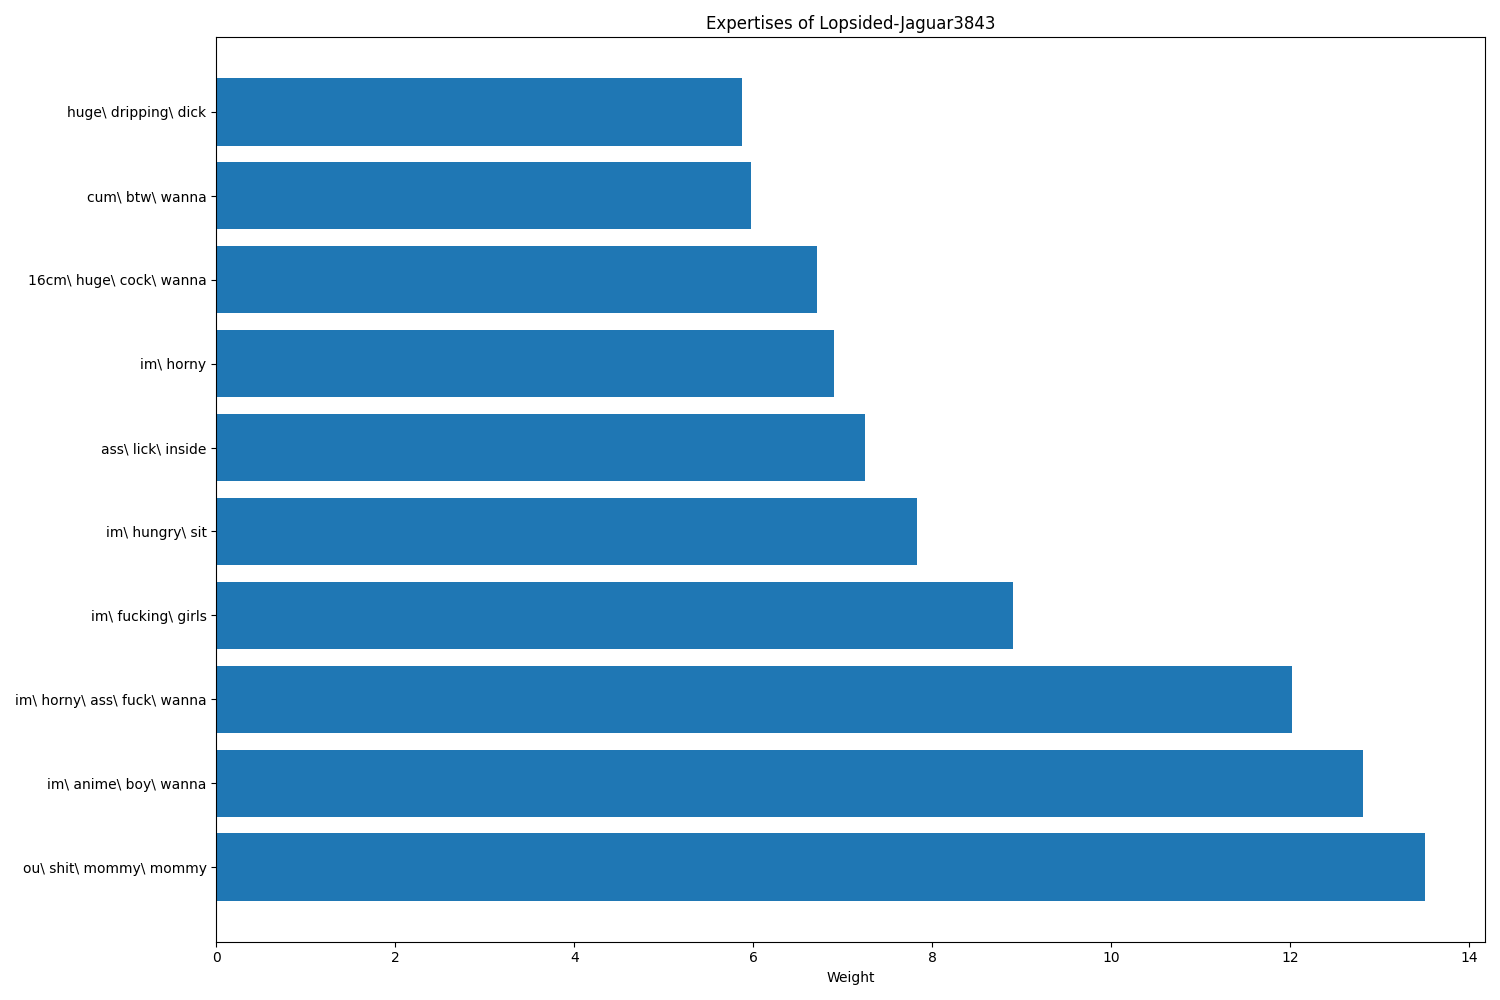 Expertises of Lopsided-Jaguar3843
huge\ dripping\ dick
cum\ btw\ wanna
16cm\ huge\ cock\ wanna
im\ horny
ass\ lick\ inside
im\ hungry\ sit
im\ fucking\ girls
im\ horny\ ass\ fuck\ wanna
im\ anime\ boy\ wanna
ou\ shit\ mommy\ mommy
0 2 4 6 8 10 12 14
Weight